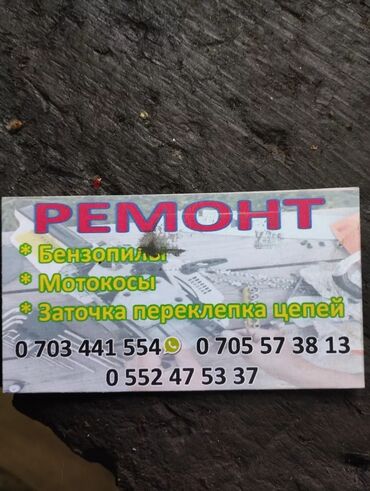 РЕМОНТ
* Бензопилы
* Мотокосы
* Заточка переклепка цепей
0 703 441 554 0 705 57 38 13
0 552 47 53 37